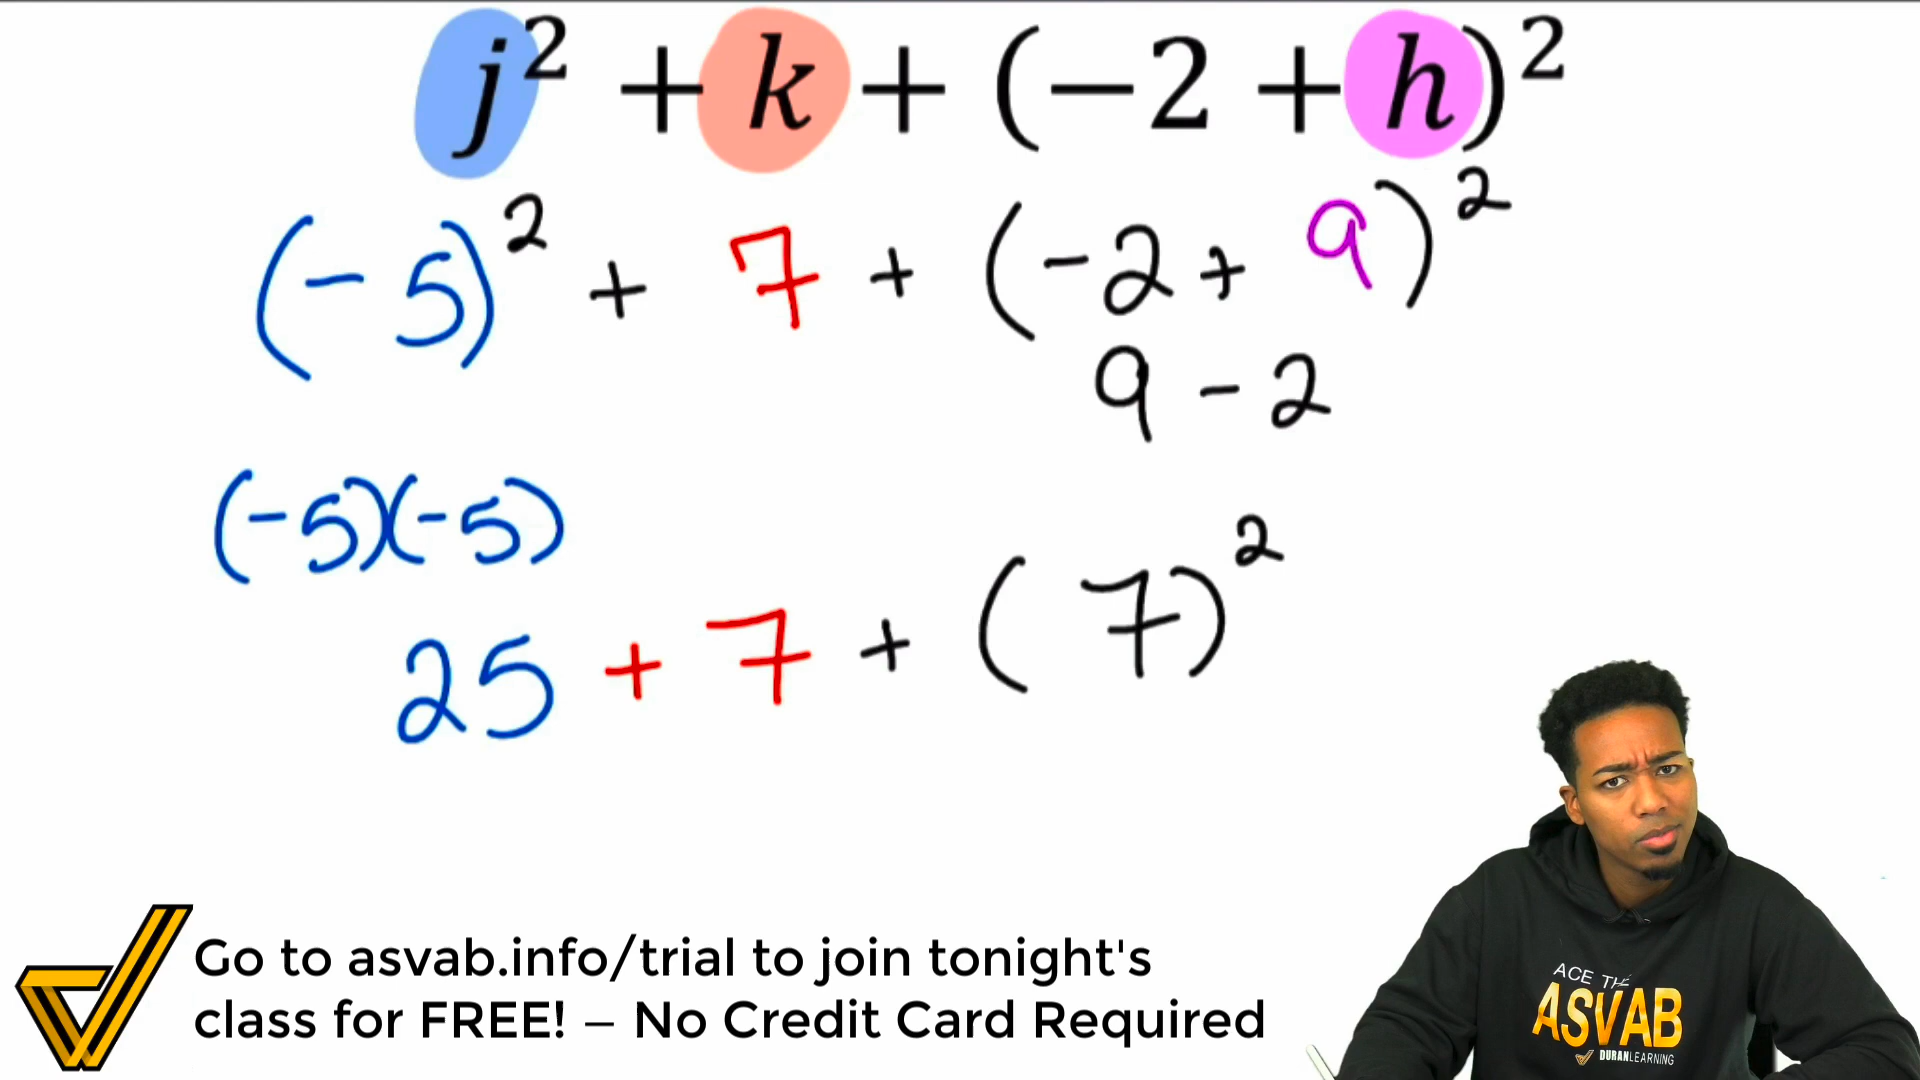 j² + k + (−2 + h)²
(-5)² + 7 + (-2 + 9)²
9 - 2
(-5)(-5)
25 + 7 + (7)²
Go to asvab.info/trial to join tonight's
class for FREE! – No Credit Card Required
ACE THE
ASVAB
DURANLEARNING